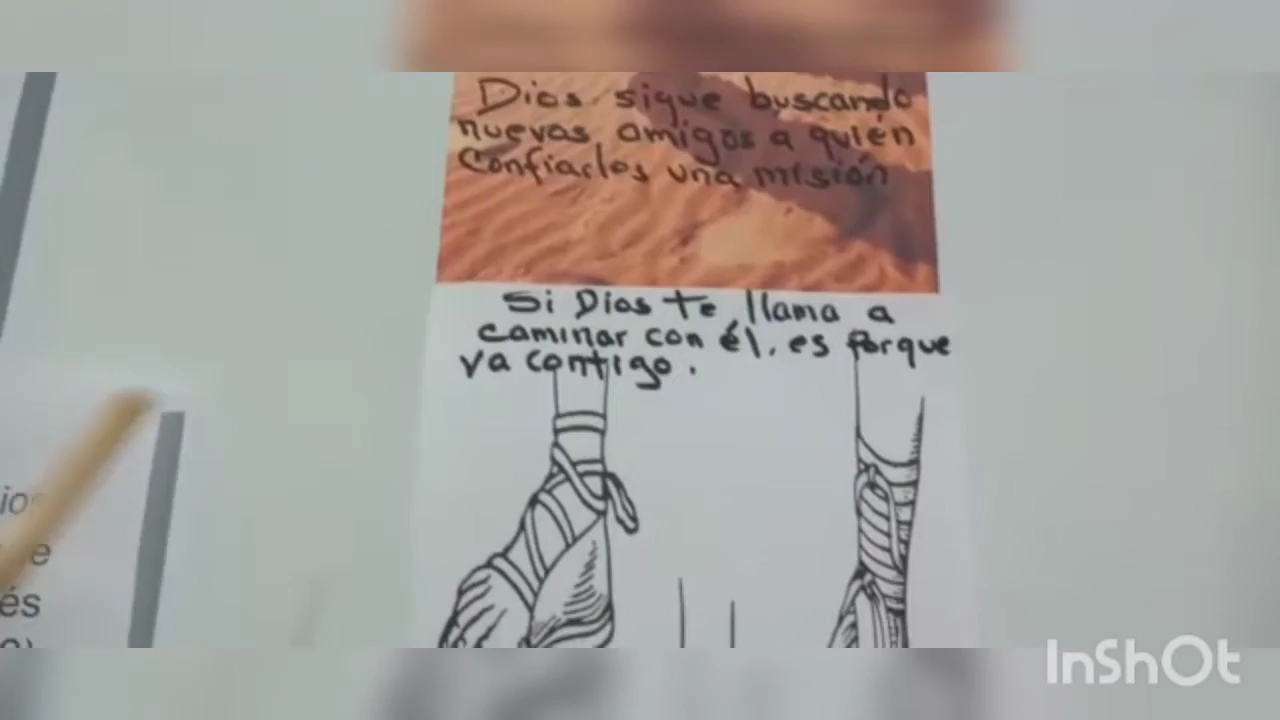 Dios sigue buscando
nuevos amigos a quién
confiarles una misión
Si Dios te llama a
caminar con él, es porque
va contigo.
és
InShOt